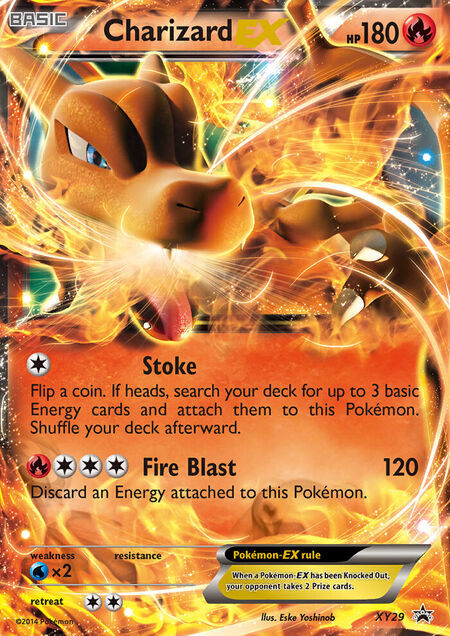 BASIC
Charizard EX HP180
Stoke
Flip a coin. If heads, search your deck for up to 3 basic
Energy cards and attach them to this Pokémon.
Shuffle your deck afterward.
Fire Blast 120
Discard an Energy attached to this Pokémon.
weakness resistance
×2
retreat
Pokémon-EX rule
When a Pokémon-EX has been Knocked Out,
your opponent takes 2 Prize cards.
©2014 Pokémon Illus. Eske Yoshinob XY29